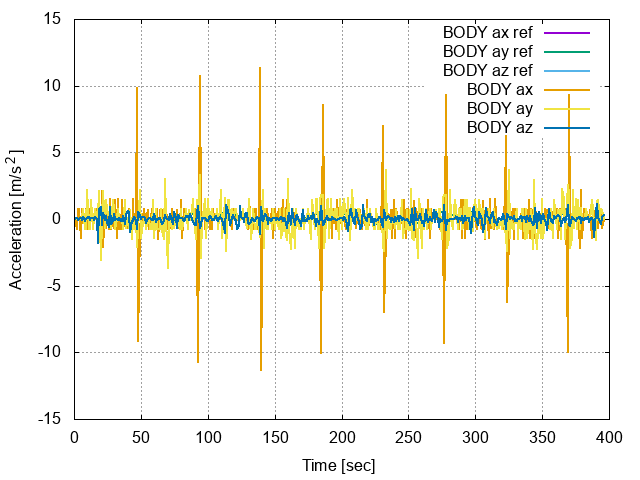 15
10
5
0
-5
-10
-15
Acceleration [m/s²]
BODY ax ref
BODY ay ref
BODY az ref
BODY ax
BODY ay
BODY az
0 50 100 150 200 250 300 350 400
Time [sec]